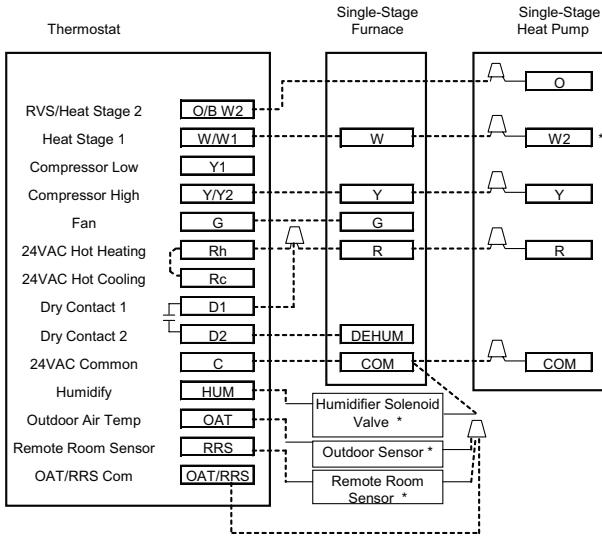 Thermostat
Single-Stage
Furnace
Single-Stage
Heat Pump
RVS/Heat Stage 2 O/B W2 O
Heat Stage 1 W/W1 W W2 *
Compressor Low Y1
Compressor High Y/Y2 Y Y
Fan G G
24VAC Hot Heating Rh R R
24VAC Hot Cooling Rc
Dry Contact 1 D1
Dry Contact 2 D2 DEHUM
24VAC Common C COM COM
Humidify HUM
Humidifier Solenoid
Valve *
Outdoor Air Temp OAT
Outdoor Sensor *
Remote Room Sensor RRS
Remote Room
Sensor *
OAT/RRS Com OAT/RRS